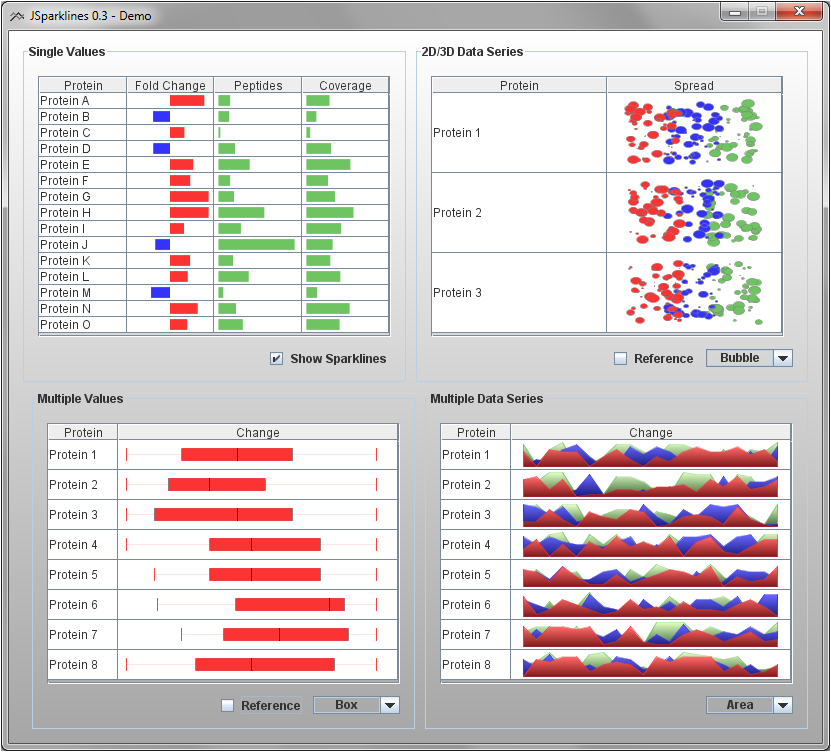 JSparklines 0.3 - Demo
Single Values
Protein Fold Change Peptides Coverage
Protein A
Protein B
Protein C
Protein D
Protein E
Protein F
Protein G
Protein H
Protein I
Protein J
Protein K
Protein L
Protein M
Protein N
Protein O
Show Sparklines
2D/3D Data Series
Protein Spread
Protein 1
Protein 2
Protein 3
Reference Bubble
Multiple Values
Protein Change
Protein 1
Protein 2
Protein 3
Protein 4
Protein 5
Protein 6
Protein 7
Protein 8
Reference Box
Multiple Data Series
Protein Change
Protein 1
Protein 2
Protein 3
Protein 4
Protein 5
Protein 6
Protein 7
Protein 8
Area